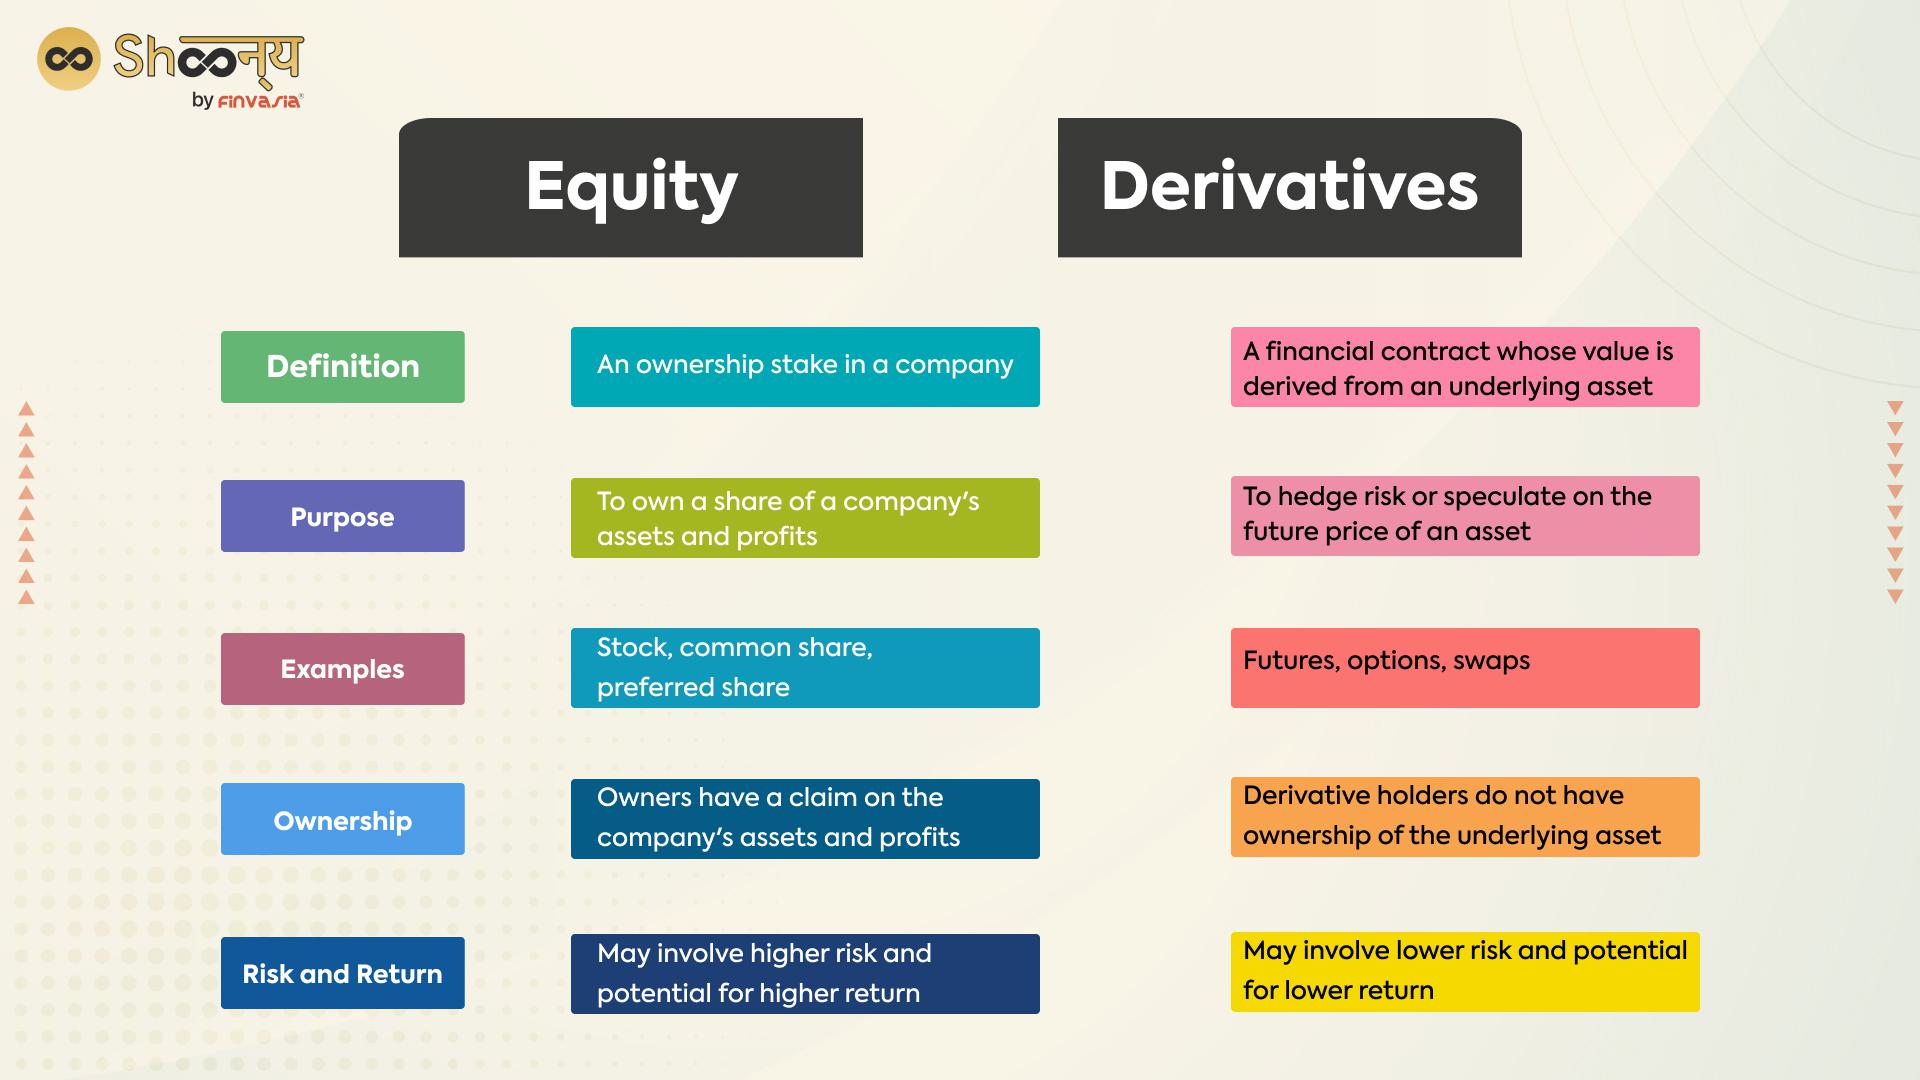 Shoonन्य
by FINVASIA®
Equity
Derivatives
Definition
An ownership stake in a company
A financial contract whose value is
derived from an underlying asset
Purpose
To own a share of a company's
assets and profits
To hedge risk or speculate on the
future price of an asset
Examples
Stock, common share,
preferred share
Futures, options, swaps
Ownership
Owners have a claim on the
company's assets and profits
Derivative holders do not have
ownership of the underlying asset
Risk and Return
May involve higher risk and
potential for higher return
May involve lower risk and potential
for lower return